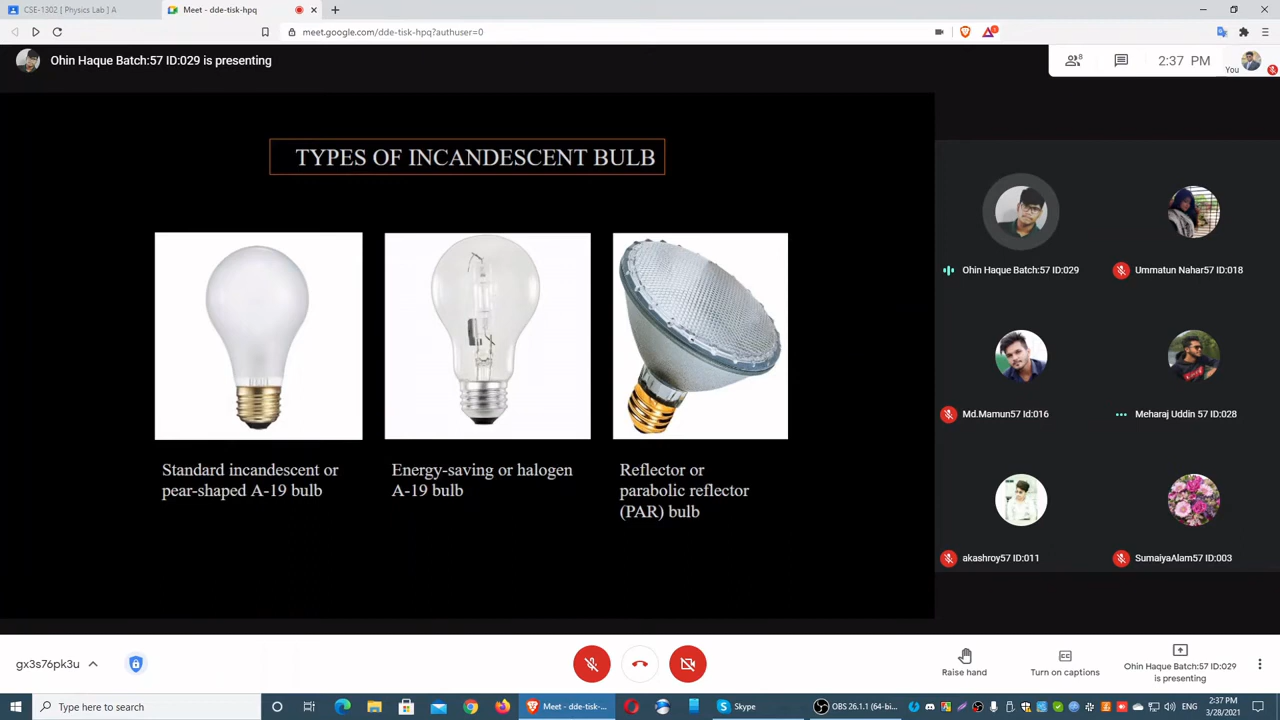 CSE-1302 [ Physics Lab ] A
Meet - dde-tisk-hpq
meet.google.com/dde-tisk-hpq?authuser=0
Ohin Haque Batch:57 ID:029 is presenting
8
2:37 PM
You
TYPES OF INCANDESCENT BULB
Standard incandescent or
pear-shaped A-19 bulb
Energy-saving or halogen
A-19 bulb
Reflector or
parabolic reflector
(PAR) bulb
Ohin Haque Batch:57 ID:029
Ummatun Nahar57 ID:018
Md.Mamun57 Id:016
Meharaj Uddin 57 ID:028
akashroy57 ID:011
SumaiyaAlam57 ID:003
gx3s76pk3u
Raise hand
Turn on captions
Ohin Haque Batch:57 ID:029
is presenting
Type here to search
Meet - dde-tisk-hp...
Skype
OBS 26.1.1 (64-bi...
2:37 PM
3/28/2021